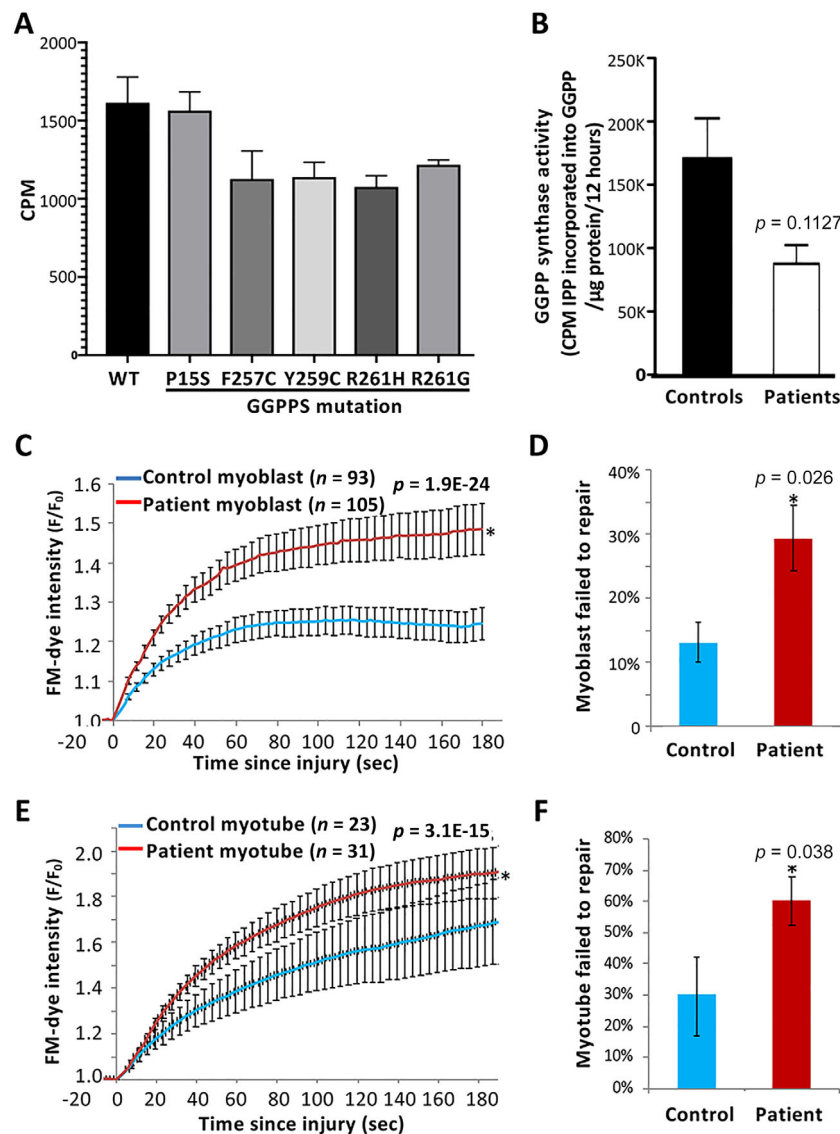 A
2000
1500
1000
500
0
CPM
WT
P15S F257C Y259C R261H R261G
GGPPS mutation
B
250K
200K
150K
100K
50K
0
GGPP synthase activity
(CPM IPP incorporated into GGPP
/µg protein/12 hours)
p = 0.1127
Controls Patients
C
1.6
1.5
1.4
1.3
1.2
1.1
1.0
FM-dye intensity (F/F₀)
Control myoblast (n = 93)
Patient myoblast (n = 105)
p = 1.9E-24
*
-20 0 20 40 60 80 100 120 140 160 180
Time since injury (sec)
D
40%
30%
20%
10%
0
Myoblast failed to repair
p = 0.026
*
Control Patient
E
2.0
1.8
1.6
1.4
1.2
1.0
FM-dye intensity (F/F₀)
Control myotube (n = 23)
Patient myotube (n = 31)
p = 3.1E-15
*
-20 0 20 40 60 80 100 120 140 160 180
Time since injury (sec)
F
80%
70%
60%
50%
40%
30%
20%
10%
0%
Myotube failed to repair
p = 0.038
*
Control Patient